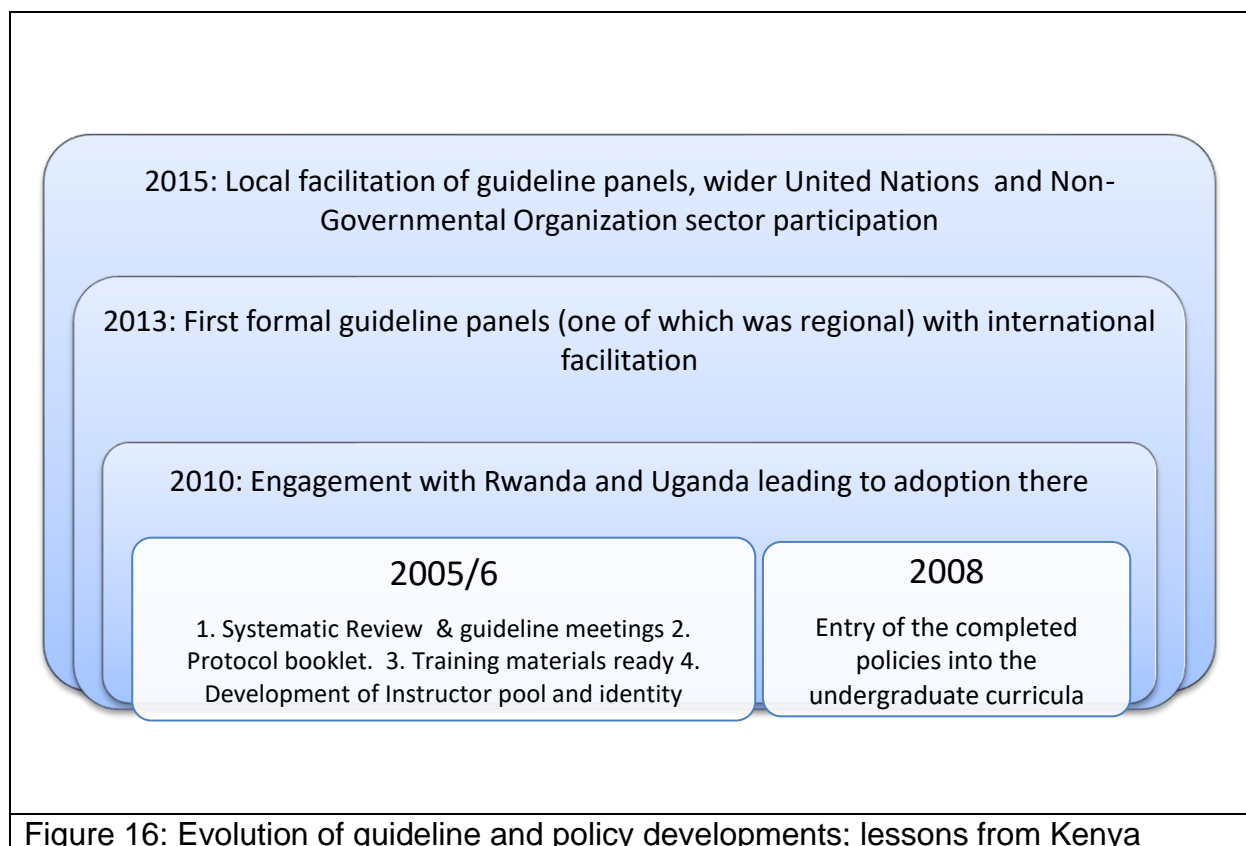 2015: Local facilitation of guideline panels, wider United Nations and Non-
Governmental Organization sector participation
2013: First formal guideline panels (one of which was regional) with international
facilitation
2010: Engagement with Rwanda and Uganda leading to adoption there
2005/6
1. Systematic Review & guideline meetings 2.
Protocol booklet. 3. Training materials ready 4.
Development of Instructor pool and identity
2008
Entry of the completed
policies into the
undergraduate curricula
Figure 16: Evolution of guideline and policy developments; lessons from Kenya